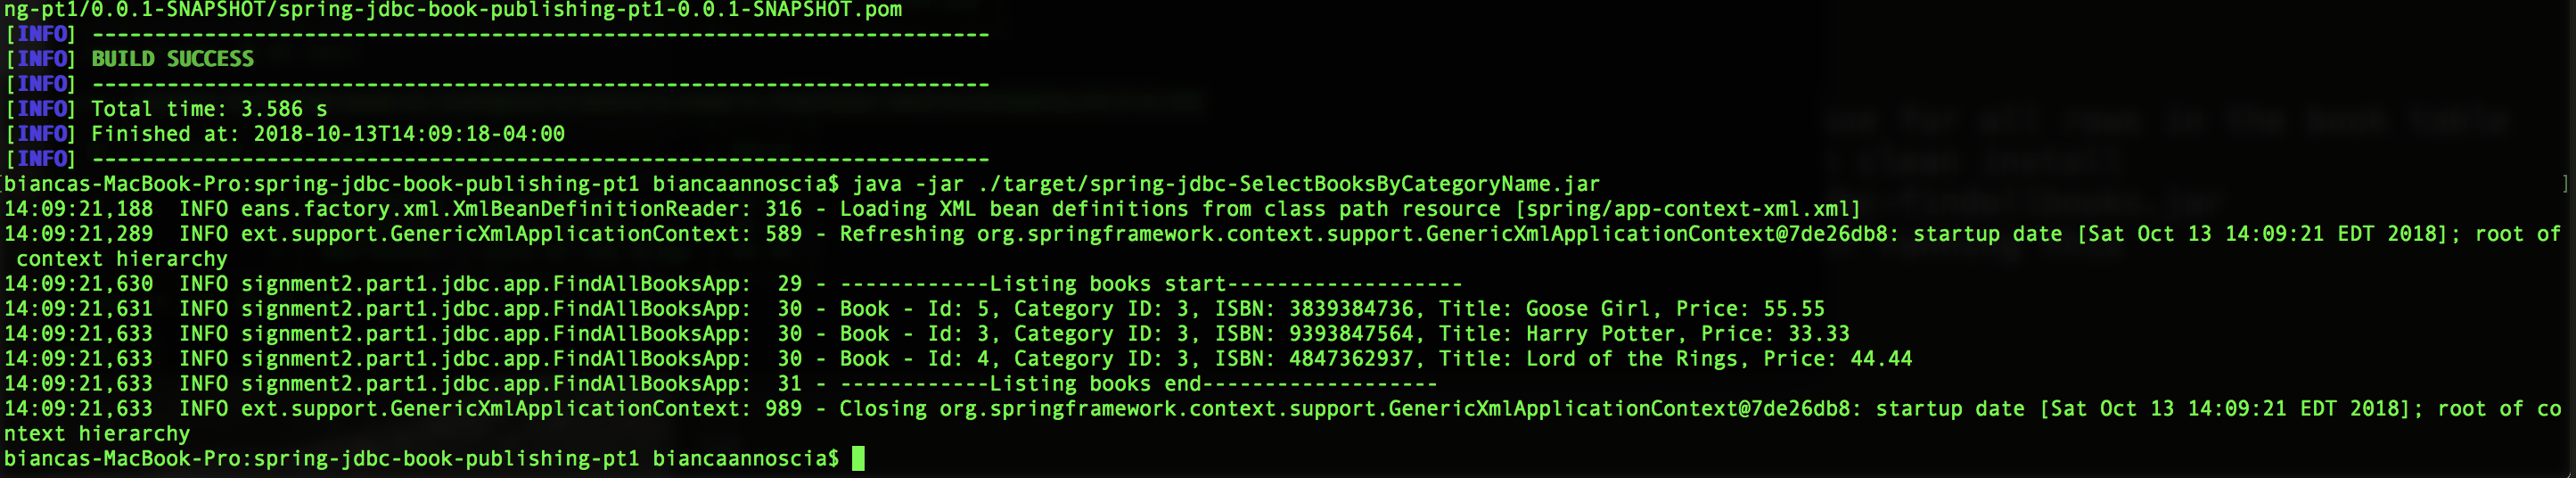 ng-pt1/0.0.1-SNAPSHOT/spring-jdbc-book-publishing-pt1-0.0.1-SNAPSHOT.pom
[INFO] ------------------------------------------------------------------------
[INFO] BUILD SUCCESS
[INFO] ------------------------------------------------------------------------
[INFO] Total time: 3.586 s
[INFO] Finished at: 2018-10-13T14:09:18-04:00
[INFO] ------------------------------------------------------------------------
biancas-MacBook-Pro:spring-jdbc-book-publishing-pt1 biancaannoscia$ java -jar ./target/spring-jdbc-SelectBooksByCategoryName.jar ]
14:09:21,188  INFO eans.factory.xml.XmlBeanDefinitionReader: 316 - Loading XML bean definitions from class path resource [spring/app-context-xml.xml]
14:09:21,289  INFO ext.support.GenericXmlApplicationContext: 589 - Refreshing org.springframework.context.support.GenericXmlApplicationContext@7de26db8: startup date [Sat Oct 13 14:09:21 EDT 2018]; root of
 context hierarchy
14:09:21,630  INFO signment2.part1.jdbc.app.FindAllBooksApp:  29 - ------------Listing books start-------------------
14:09:21,631  INFO signment2.part1.jdbc.app.FindAllBooksApp:  30 - Book - Id: 5, Category ID: 3, ISBN: 3839384736, Title: Goose Girl, Price: 55.55
14:09:21,633  INFO signment2.part1.jdbc.app.FindAllBooksApp:  30 - Book - Id: 3, Category ID: 3, ISBN: 9393847564, Title: Harry Potter, Price: 33.33
14:09:21,633  INFO signment2.part1.jdbc.app.FindAllBooksApp:  30 - Book - Id: 4, Category ID: 3, ISBN: 4847362937, Title: Lord of the Rings, Price: 44.44
14:09:21,633  INFO signment2.part1.jdbc.app.FindAllBooksApp:  31 - ------------Listing books end-------------------
14:09:21,633  INFO ext.support.GenericXmlApplicationContext: 989 - Closing org.springframework.context.support.GenericXmlApplicationContext@7de26db8: startup date [Sat Oct 13 14:09:21 EDT 2018]; root of co
ntext hierarchy
biancas-MacBook-Pro:spring-jdbc-book-publishing-pt1 biancaannoscia$